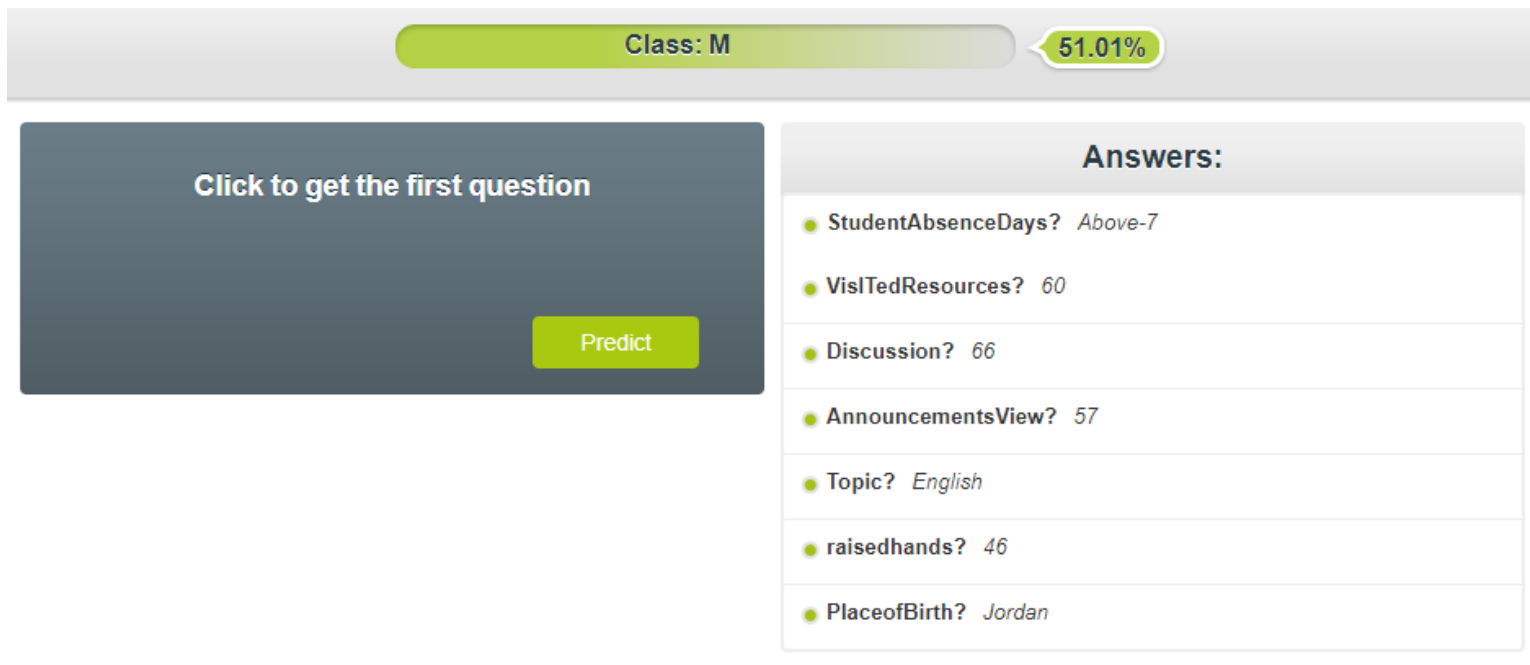 Class: M
51.01%
Click to get the first question
Predict
Answers:
StudentAbsenceDays? Above-7
VisITedResources? 60
Discussion? 66
AnnouncementsView? 57
Topic? English
raisedhands? 46
PlaceofBirth? Jordan